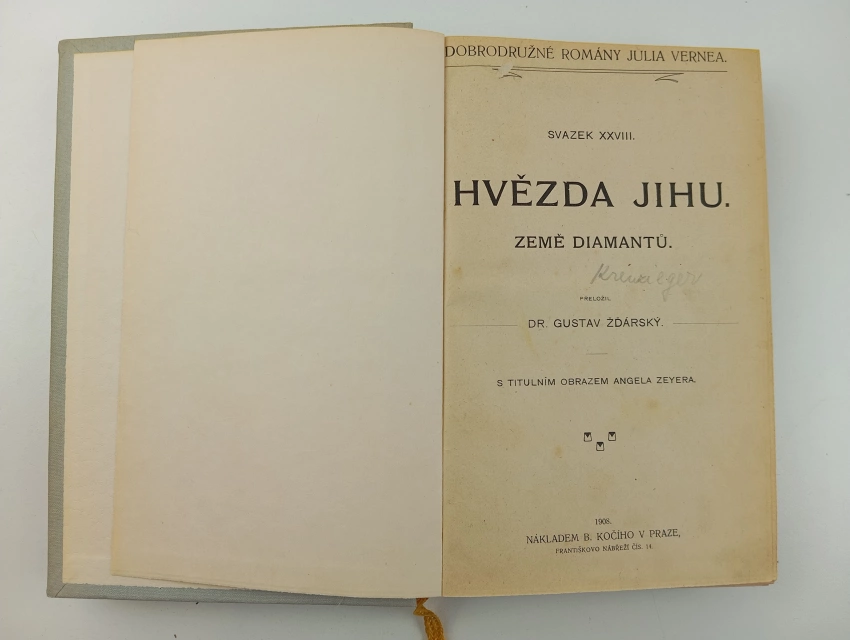 DOBRODRUŽNÉ ROMÁNY JULIA VERNEA.
SVAZEK XXVIII.
HVĚZDA JIHU.
ZEMĚ DIAMANTŮ.
PŘELOŽIL
DR. GUSTAV ŽĎÁRSKÝ.
S TITULNÍM OBRAZEM ANGELA ZEYERA.
1908.
NÁKLADEM B. KOČÍHO V PRAZE,
FRANTIŠKOVO NÁBŘEŽÍ ČÍS. 14.